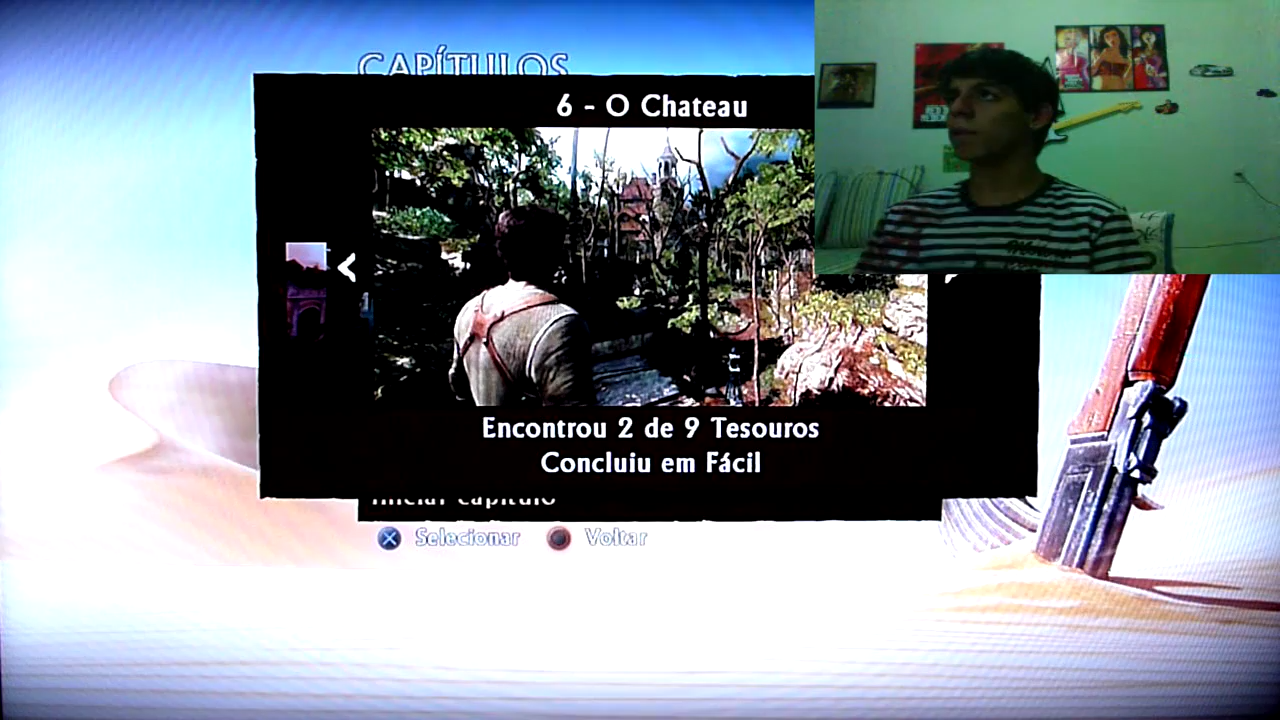 CAPÍTULOS
6 - O Chateau
Encontrou 2 de 9 Tesouros
Concluiu em Fácil
Iniciar capítulo
Selecionar Voltar